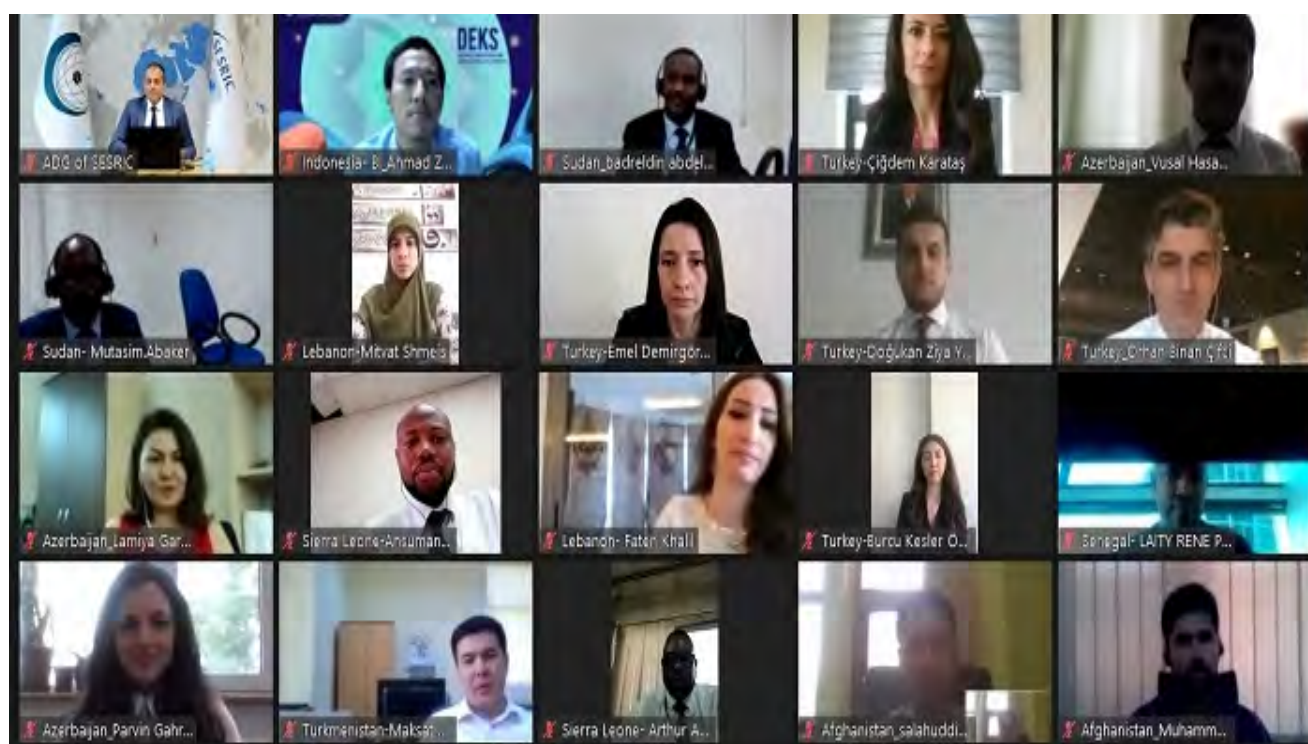 SESRIC
DEKS
ADG of SESRIC
Indonesia- B_Ahmad Z...
Sudan_badreldin abdel...
Turkey-Çiğdem Karataş
Azerbaijan_Vusal Hasa...
Sudan- Mutasim.Abaker
Lebanon-Mitvat Shmeis
Turkey-Emel Demirgör...
Turkey-Doğukan Ziya Y...
Turkey_Orhan Sinan Çiftci
Azerbaijan_Lamiya Gar...
Sierra Leone-Ansuman...
Lebanon- Faten Khalil
Turkey-Burcu Kesler O...
Senegal- LAITY RENE P...
Azerbaijan_Parvin Gahr...
Turkmenistan-Maksat ...
Sierra Leone- Arthur A...
Afghanistan_salahuddi...
Afghanistan_Muhamm...